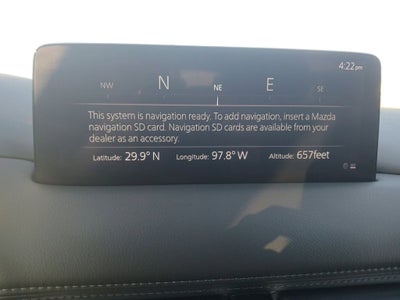 4:22pm
NW N NE E SE
This system is navigation ready. To add navigation, insert a Mazda
navigation SD card. Navigation SD cards are available from your
dealer as an accessory.
Latitude: 29.9° N Longitude: 97.8° W Altitude: 657feet